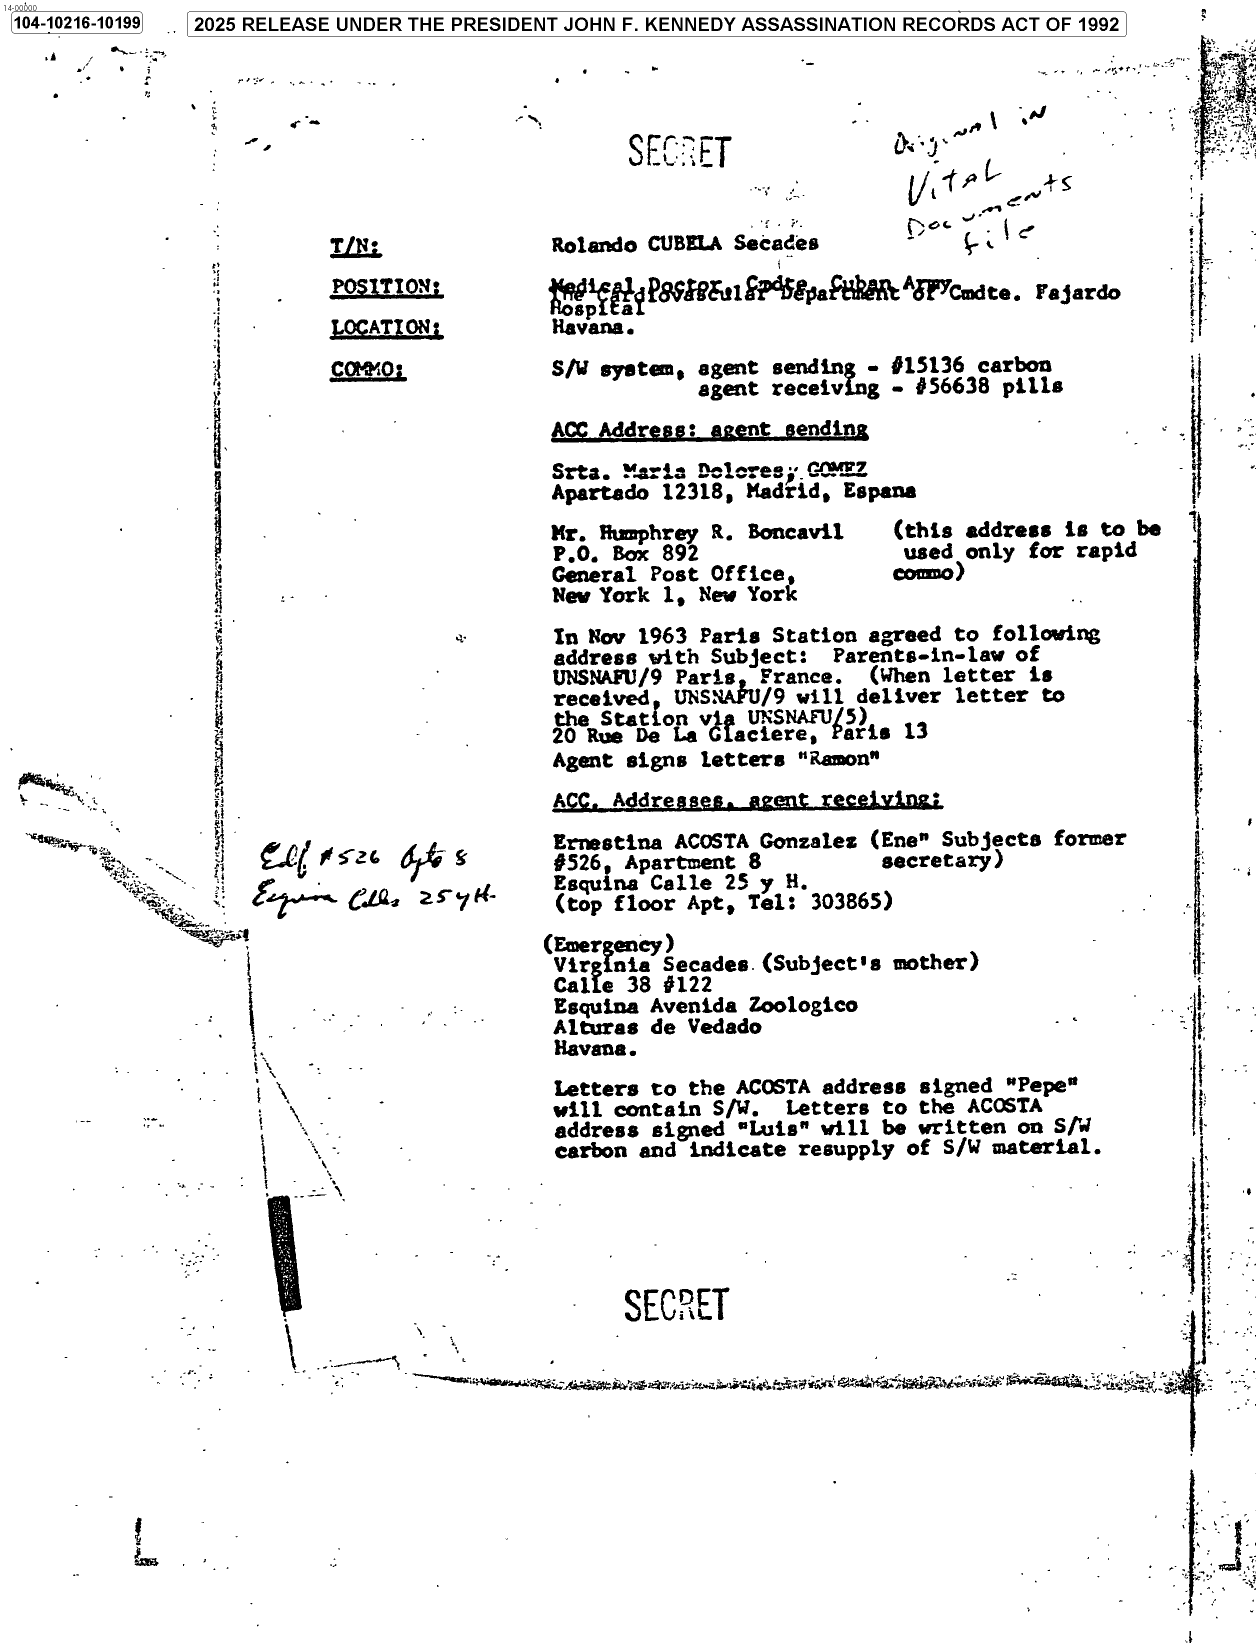 14-00000
104-10216-10199
2025 RELEASE UNDER THE PRESIDENT JOHN F. KENNEDY ASSASSINATION RECORDS ACT OF 1992
SECRET
Original in
Vital
Documents
file
T/N: Rolando CUBELA Secades
POSITION: Medical Doctor, Cmdte, Cuban Army
The Cardiovascular Department of Cmdte. Fajardo
Hospital
LOCATION: Havana.
COMMO: S/W system, agent sending - #15136 carbon
agent receiving - #56638 pills
ACC Address: agent sending
Srta. Maria Dolores GOMEZ
Apartado 12318, Madrid, Espana
Mr. Humphrey R. Boncavil (this address is to be
P.O. Box 892 used only for rapid
General Post Office, commo)
New York 1, New York
In Nov 1963 Paris Station agreed to following
address with Subject: Parents-in-law of
UNSNAFU/9 Paris, France. (When letter is
received, UNSNAFU/9 will deliver letter to
the Station via UNSNAFU/5)
20 Rue De La Glaciere, Paris 13
Agent signs letters "Ramon"
ACC. Addresses. agent receiving:
Ernestina ACOSTA Gonzalez (Ene" Subjects former
#526, Apartment 8 secretary)
Esquina Calle 25 y H.
(top floor Apt, Tel: 303865)
Edf #526 Apto 8
Esquina Calles 25 y H-
(Emergency)
Virginia Secades (Subject's mother)
Calle 38 #122
Esquina Avenida Zoologico
Alturas de Vedado
Havana.
Letters to the ACOSTA address signed "Pepe"
will contain S/W. Letters to the ACOSTA
address signed "Luis" will be written on S/W
carbon and indicate resupply of S/W material.
SECRET